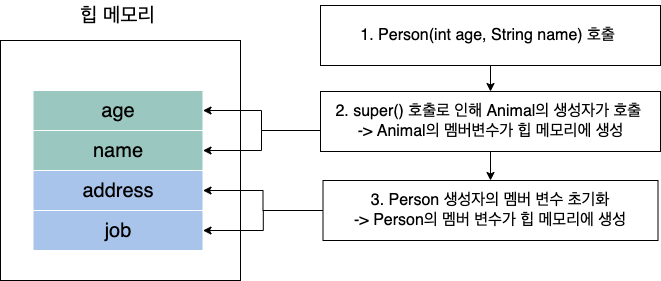 힙 메모리
age
name
address
job
1. Person(int age, String name) 호출
2. super() 호출로 인해 Animal의 생성자가 호출
-> Animal의 멤버변수가 힙 메모리에 생성
3. Person 생성자의 멤버 변수 초기화
-> Person의 멤버 변수가 힙 메모리에 생성